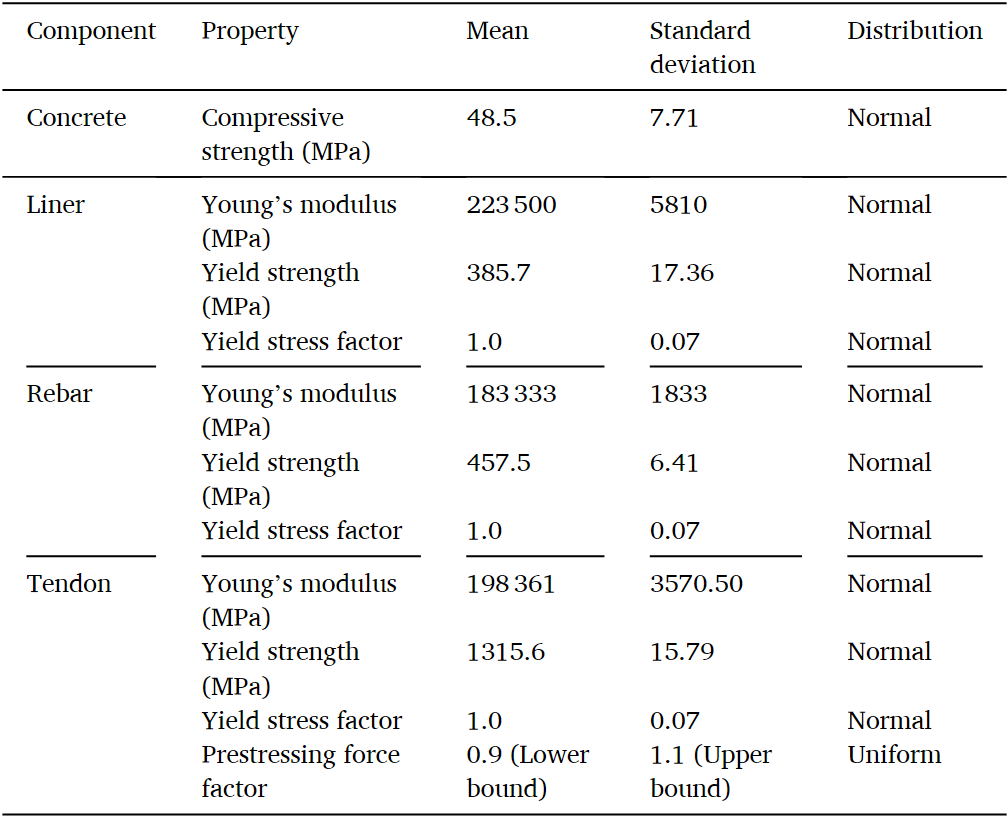 Component Property Mean Standard Distribution
deviation
Concrete Compressive 48.5 7.71 Normal
strength (MPa)
Liner Young’s modulus 223 500 5810 Normal
(MPa)
Yield strength 385.7 17.36 Normal
(MPa)
Yield stress factor 1.0 0.07 Normal
Rebar Young’s modulus 183 333 1833 Normal
(MPa)
Yield strength 457.5 6.41 Normal
(MPa)
Yield stress factor 1.0 0.07 Normal
Tendon Young’s modulus 198 361 3570.50 Normal
(MPa)
Yield strength 1315.6 15.79 Normal
(MPa)
Yield stress factor 1.0 0.07 Normal
Prestressing force 0.9 (Lower 1.1 (Upper Uniform
factor bound) bound)